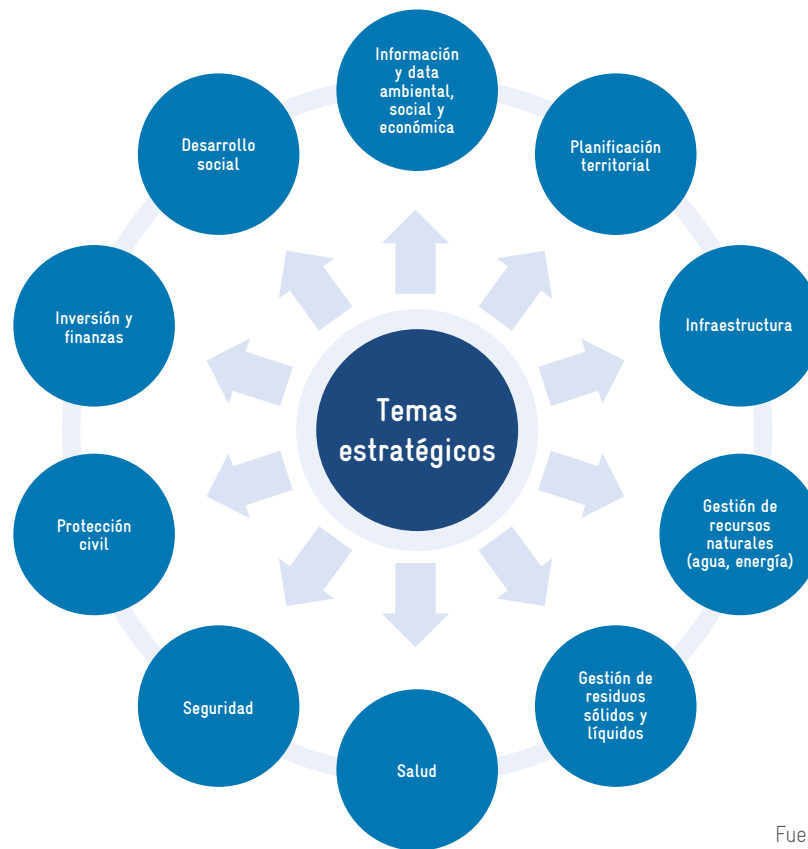 Información
y data
ambiental,
social y
económica
Planificación
territorial
Infraestructura
Gestión de
recursos
naturales
(agua, energía)
Gestión de
residuos
sólidos y
líquidos
Salud
Seguridad
Protección
civil
Inversión y
finanzas
Desarrollo
social
Temas
estratégicos
Fue